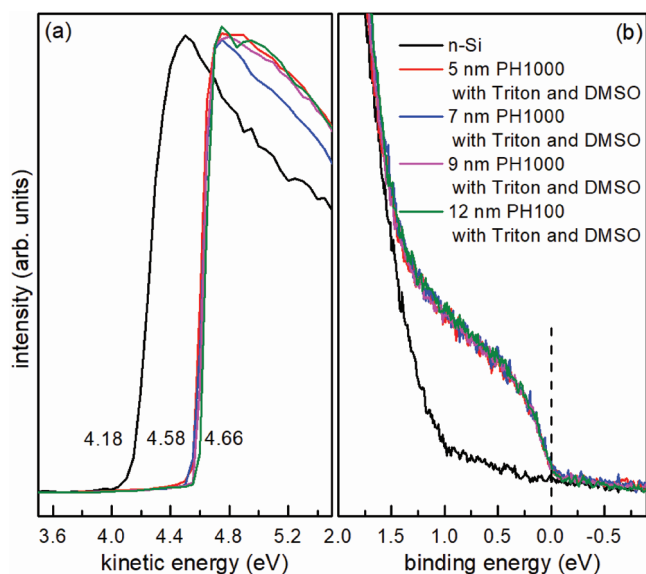 (a)
(b)
n-Si
5 nm PH1000
with Triton and DMSO
7 nm PH1000
with Triton and DMSO
9 nm PH1000
with Triton and DMSO
12 nm PH100
with Triton and DMSO
intensity (arb. units)
4.18 4.58 4.66
3.6 4.0 4.4 4.8 5.2 2.0 1.5 1.0 0.5 0.0 -0.5
kinetic energy (eV) binding energy (eV)